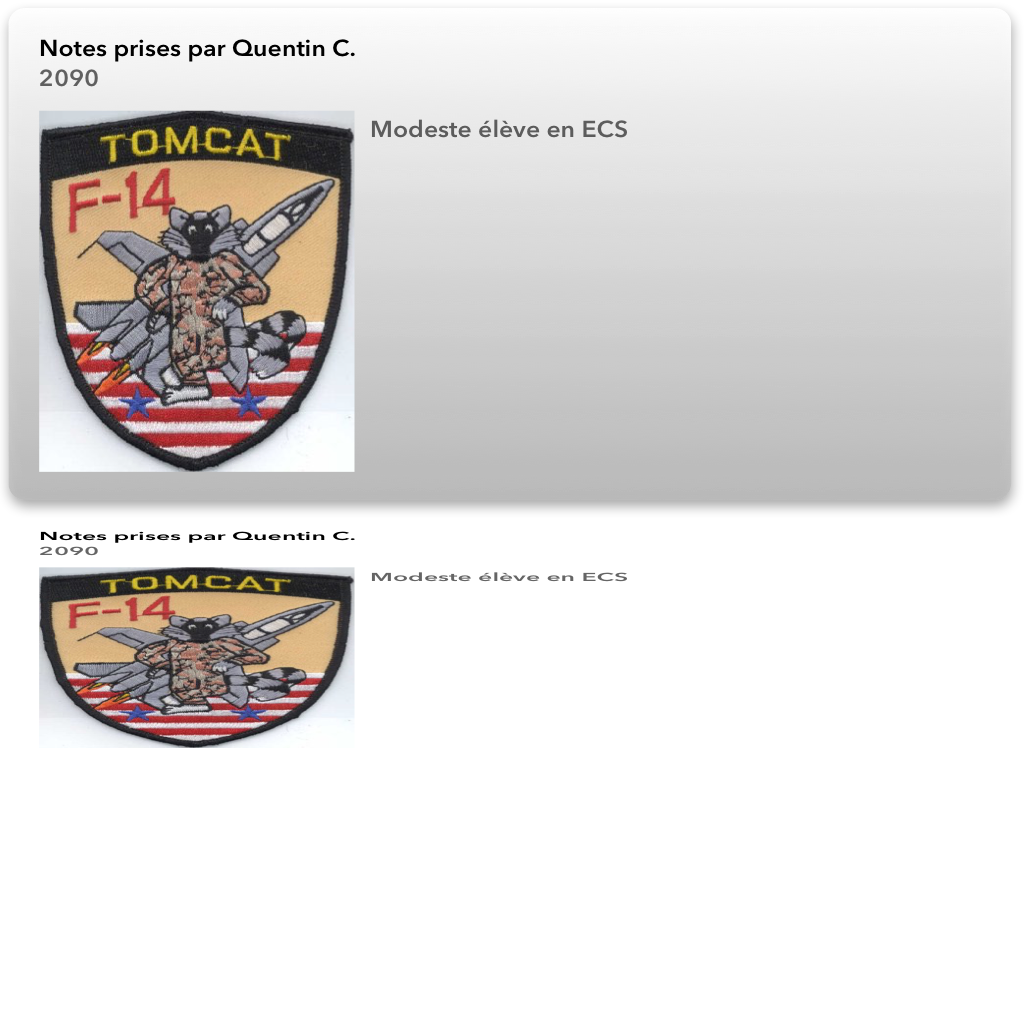 Notes prises par Quentin C.
2090
TOMCAT
F-14
Modeste élève en ECS
Notes prises par Quentin C.
2090
TOMCAT
F-14
Modeste élève en ECS